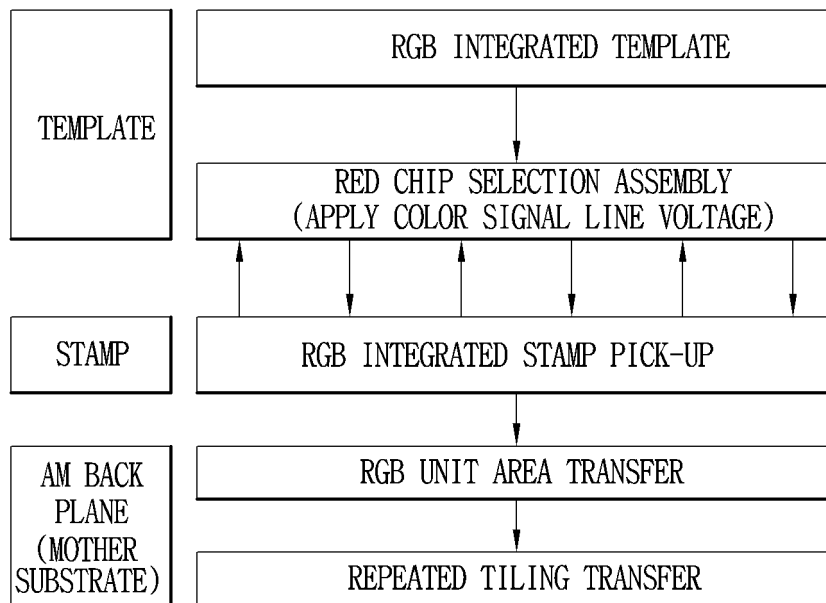 TEMPLATE
RGB INTEGRATED TEMPLATE
RED CHIP SELECTION ASSEMBLY
(APPLY COLOR SIGNAL LINE VOLTAGE)
STAMP
RGB INTEGRATED STAMP PICK-UP
AM BACK
PLANE
(MOTHER
SUBSTRATE)
RGB UNIT AREA TRANSFER
REPEATED TILING TRANSFER